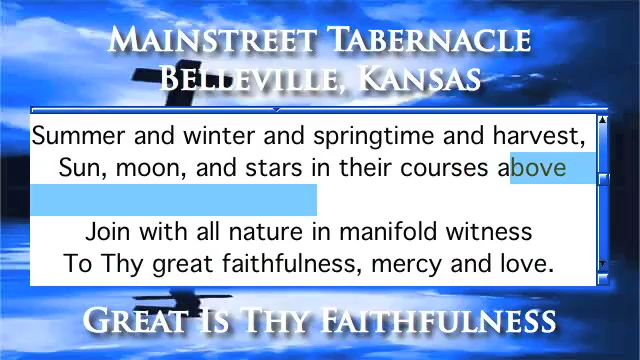 Mainstreet Tabernacle
Belleville, Kansas
Summer and winter and springtime and harvest,
Sun, moon, and stars in their courses above
Join with all nature in manifold witness
To Thy great faithfulness, mercy and love.
Great Is Thy Faithfulness